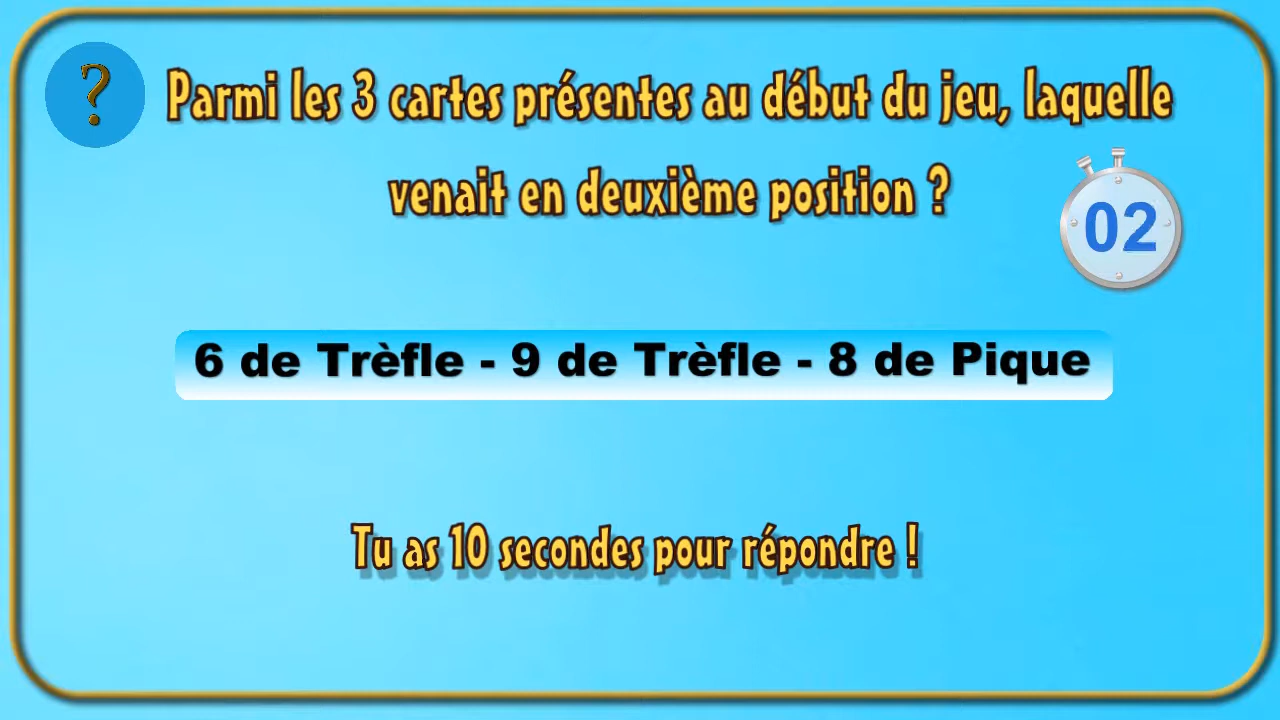 ?
Parmi les 3 cartes présentes au début du jeu, laquelle
venait en deuxième position ?
02
6 de Trèfle - 9 de Trèfle - 8 de Pique
Tu as 10 secondes pour répondre !